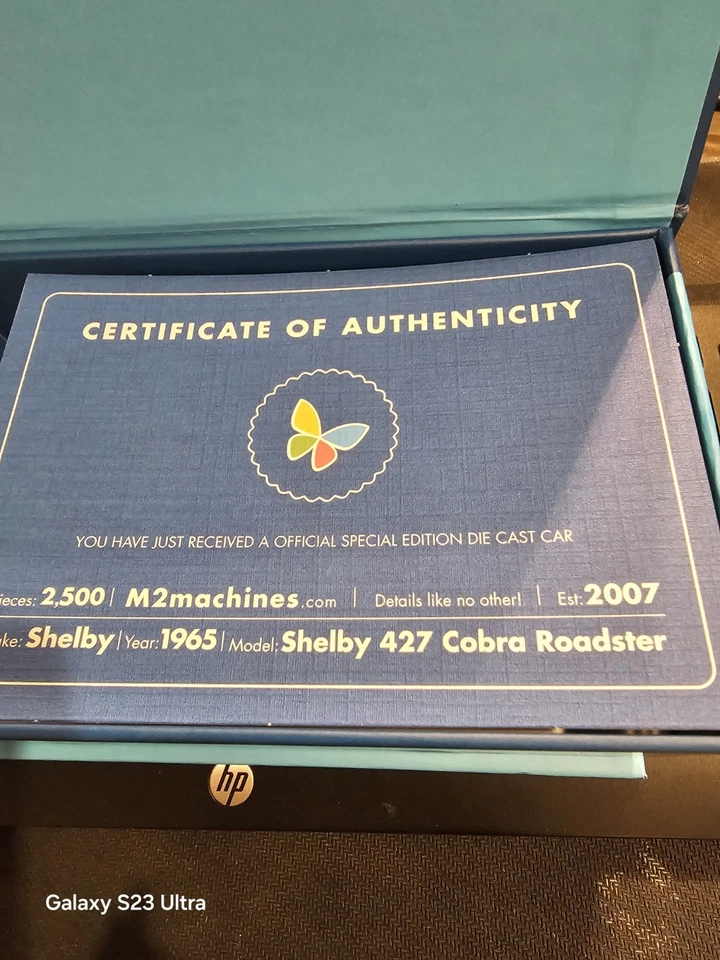 CERTIFICATE OF AUTHENTICITY
YOU HAVE JUST RECEIVED A OFFICIAL SPECIAL EDITION DIE CAST CAR
ieces: 2,500 | M2machines.com | Details like no other! | Est: 2007
ke: Shelby | Year: 1965 | Model: Shelby 427 Cobra Roadster
hp
Galaxy S23 Ultra